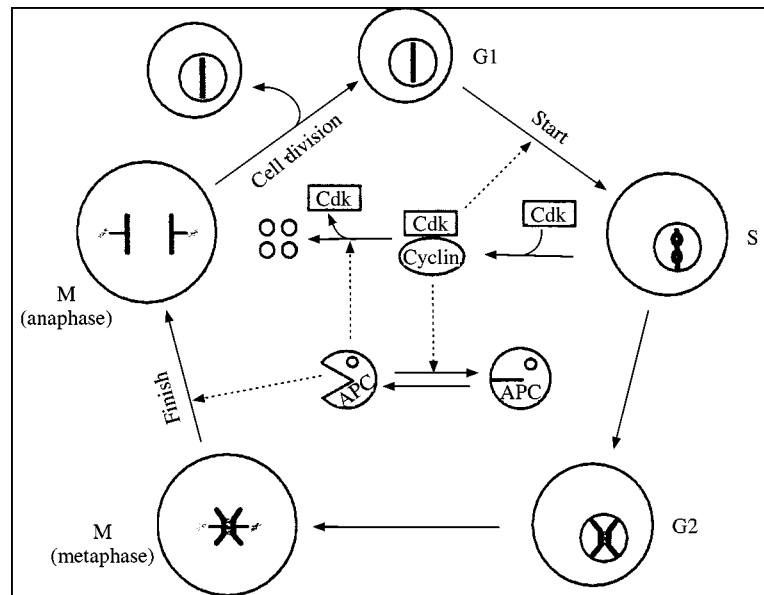 G1
Start
Cell division
Cdk
Cdk
Cdk
S
Cyclin
M
(anaphase)
Finish
APC
APC
M
(metaphase)
G2